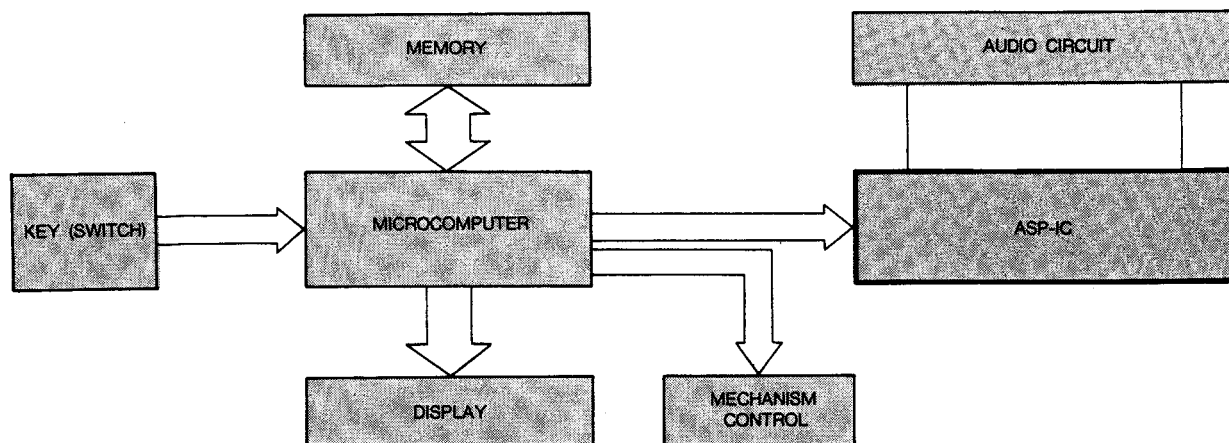 MEMORY
AUDIO CIRCUIT
KEY (SWITCH)
MICROCOMPUTER
ASP-IC
DISPLAY
MECHANISM
CONTROL